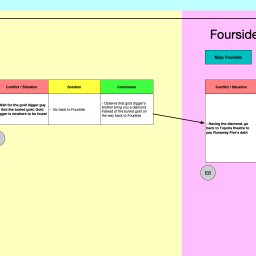 Fourside
Map: Fourside
Conflict / Situation
Solution
Conclusion
Conflict / Situation
Wait for the gold digger guy
find the buried gold. Gold
digger is nowhere to be found
- Go back to Fourside
- Observe that gold digger's
brother bring you a diamond
instead of the buried gold on
the way back to Fourside
- Having the diamond, go
back to Topolla theatre to
pay Runaway Five's debt
E8